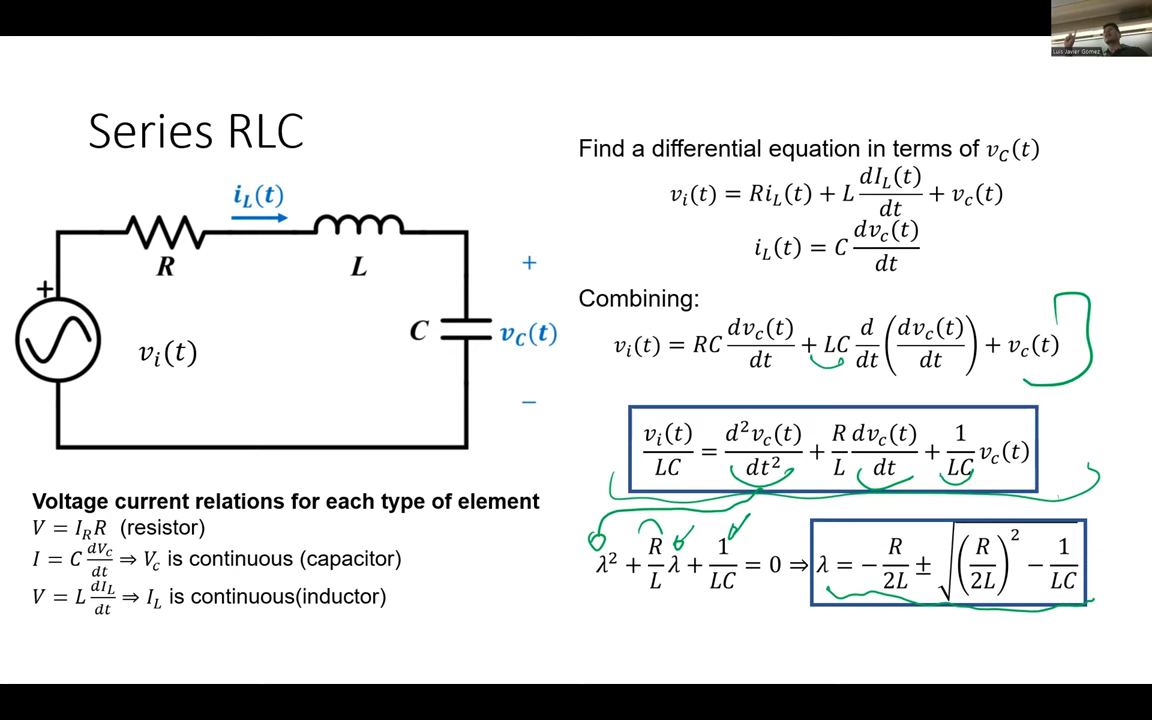 Luis Javier Gomez
Series RLC
i_L(t)
R
L
+
+
v_i(t)
C
v_C(t)
−
Voltage current relations for each type of element
V = I_R R (resistor)
I = C dV_c/dt ⇒ V_c is continuous (capacitor)
V = L dI_L/dt ⇒ I_L is continuous(inductor)
Find a differential equation in terms of v_C(t)
v_i(t) = Ri_L(t) + L dI_L(t)/dt + v_c(t)
i_L(t) = C dv_c(t)/dt
Combining:
v_i(t) = RC dv_c(t)/dt + LC d/dt (dv_c(t)/dt) + v_c(t)
v_i(t)/LC = d²v_c(t)/dt² + R/L dv_c(t)/dt + 1/LC v_c(t)
λ² + R/L λ + 1/LC = 0 ⇒ λ = − R/2L ± √((R/2L)² − 1/LC)